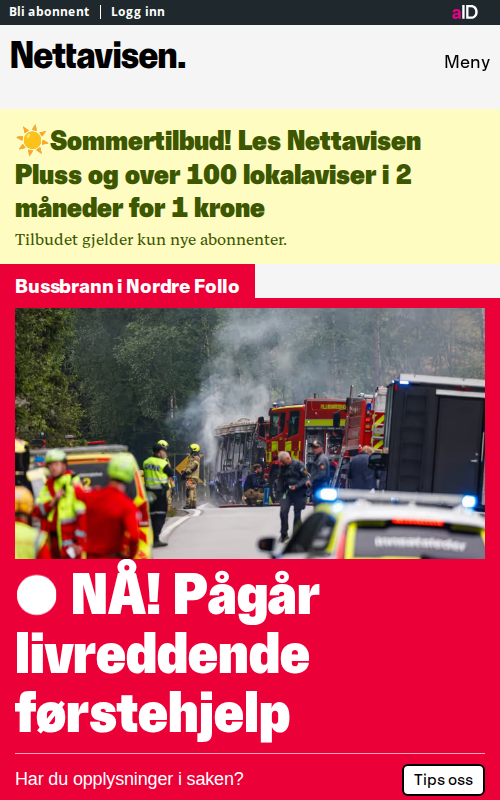 Bli abonnent | Logg inn
aID
Nettavisen.
Meny
☀️Sommertilbud! Les Nettavisen
Pluss og over 100 lokalaviser i 2
måneder for 1 krone
Tilbudet gjelder kun nye abonnenter.
Bussbrann i Nordre Follo
NÅ! Pågår
livreddende
førstehjelp
Har du opplysninger i saken?
Tips oss